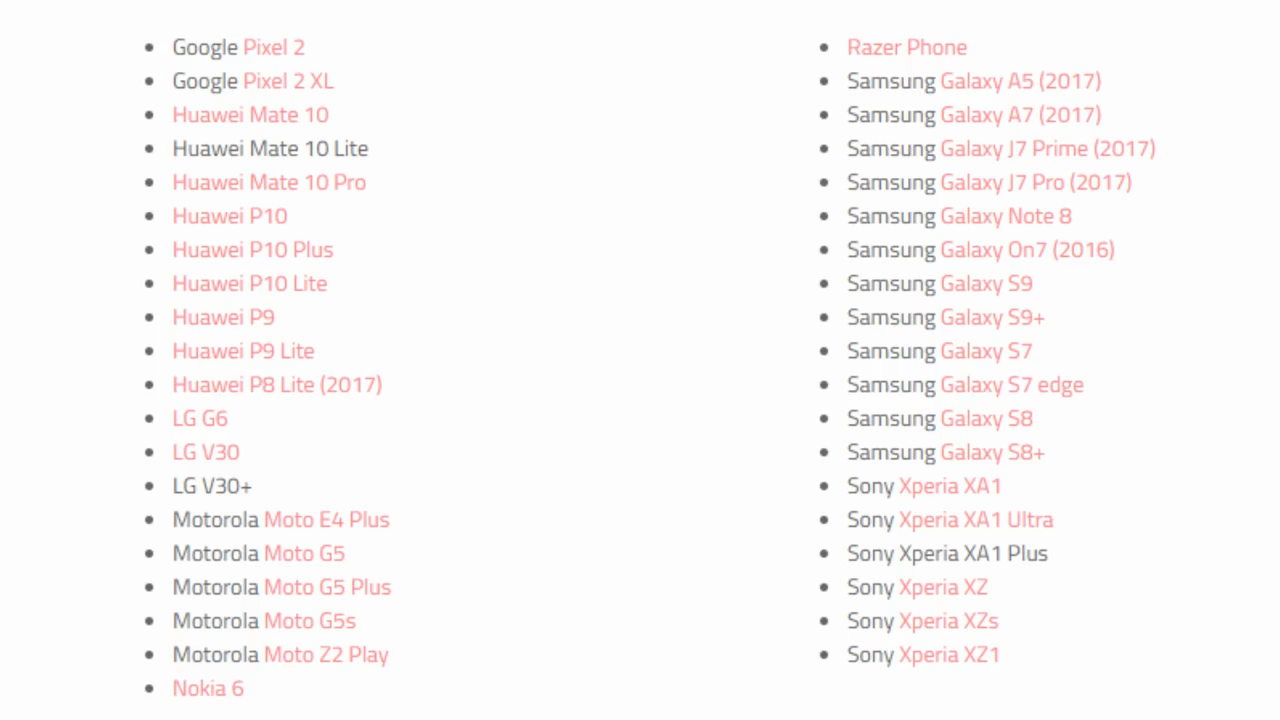 Google Pixel 2
Google Pixel 2 XL
Huawei Mate 10
Huawei Mate 10 Lite
Huawei Mate 10 Pro
Huawei P10
Huawei P10 Plus
Huawei P10 Lite
Huawei P9
Huawei P9 Lite
Huawei P8 Lite (2017)
LG G6
LG V30
LG V30+
Motorola Moto E4 Plus
Motorola Moto G5
Motorola Moto G5 Plus
Motorola Moto G5s
Motorola Moto Z2 Play
Nokia 6
Razer Phone
Samsung Galaxy A5 (2017)
Samsung Galaxy A7 (2017)
Samsung Galaxy J7 Prime (2017)
Samsung Galaxy J7 Pro (2017)
Samsung Galaxy Note 8
Samsung Galaxy On7 (2016)
Samsung Galaxy S9
Samsung Galaxy S9+
Samsung Galaxy S7
Samsung Galaxy S7 edge
Samsung Galaxy S8
Samsung Galaxy S8+
Sony Xperia XA1
Sony Xperia XA1 Ultra
Sony Xperia XA1 Plus
Sony Xperia XZ
Sony Xperia XZs
Sony Xperia XZ1